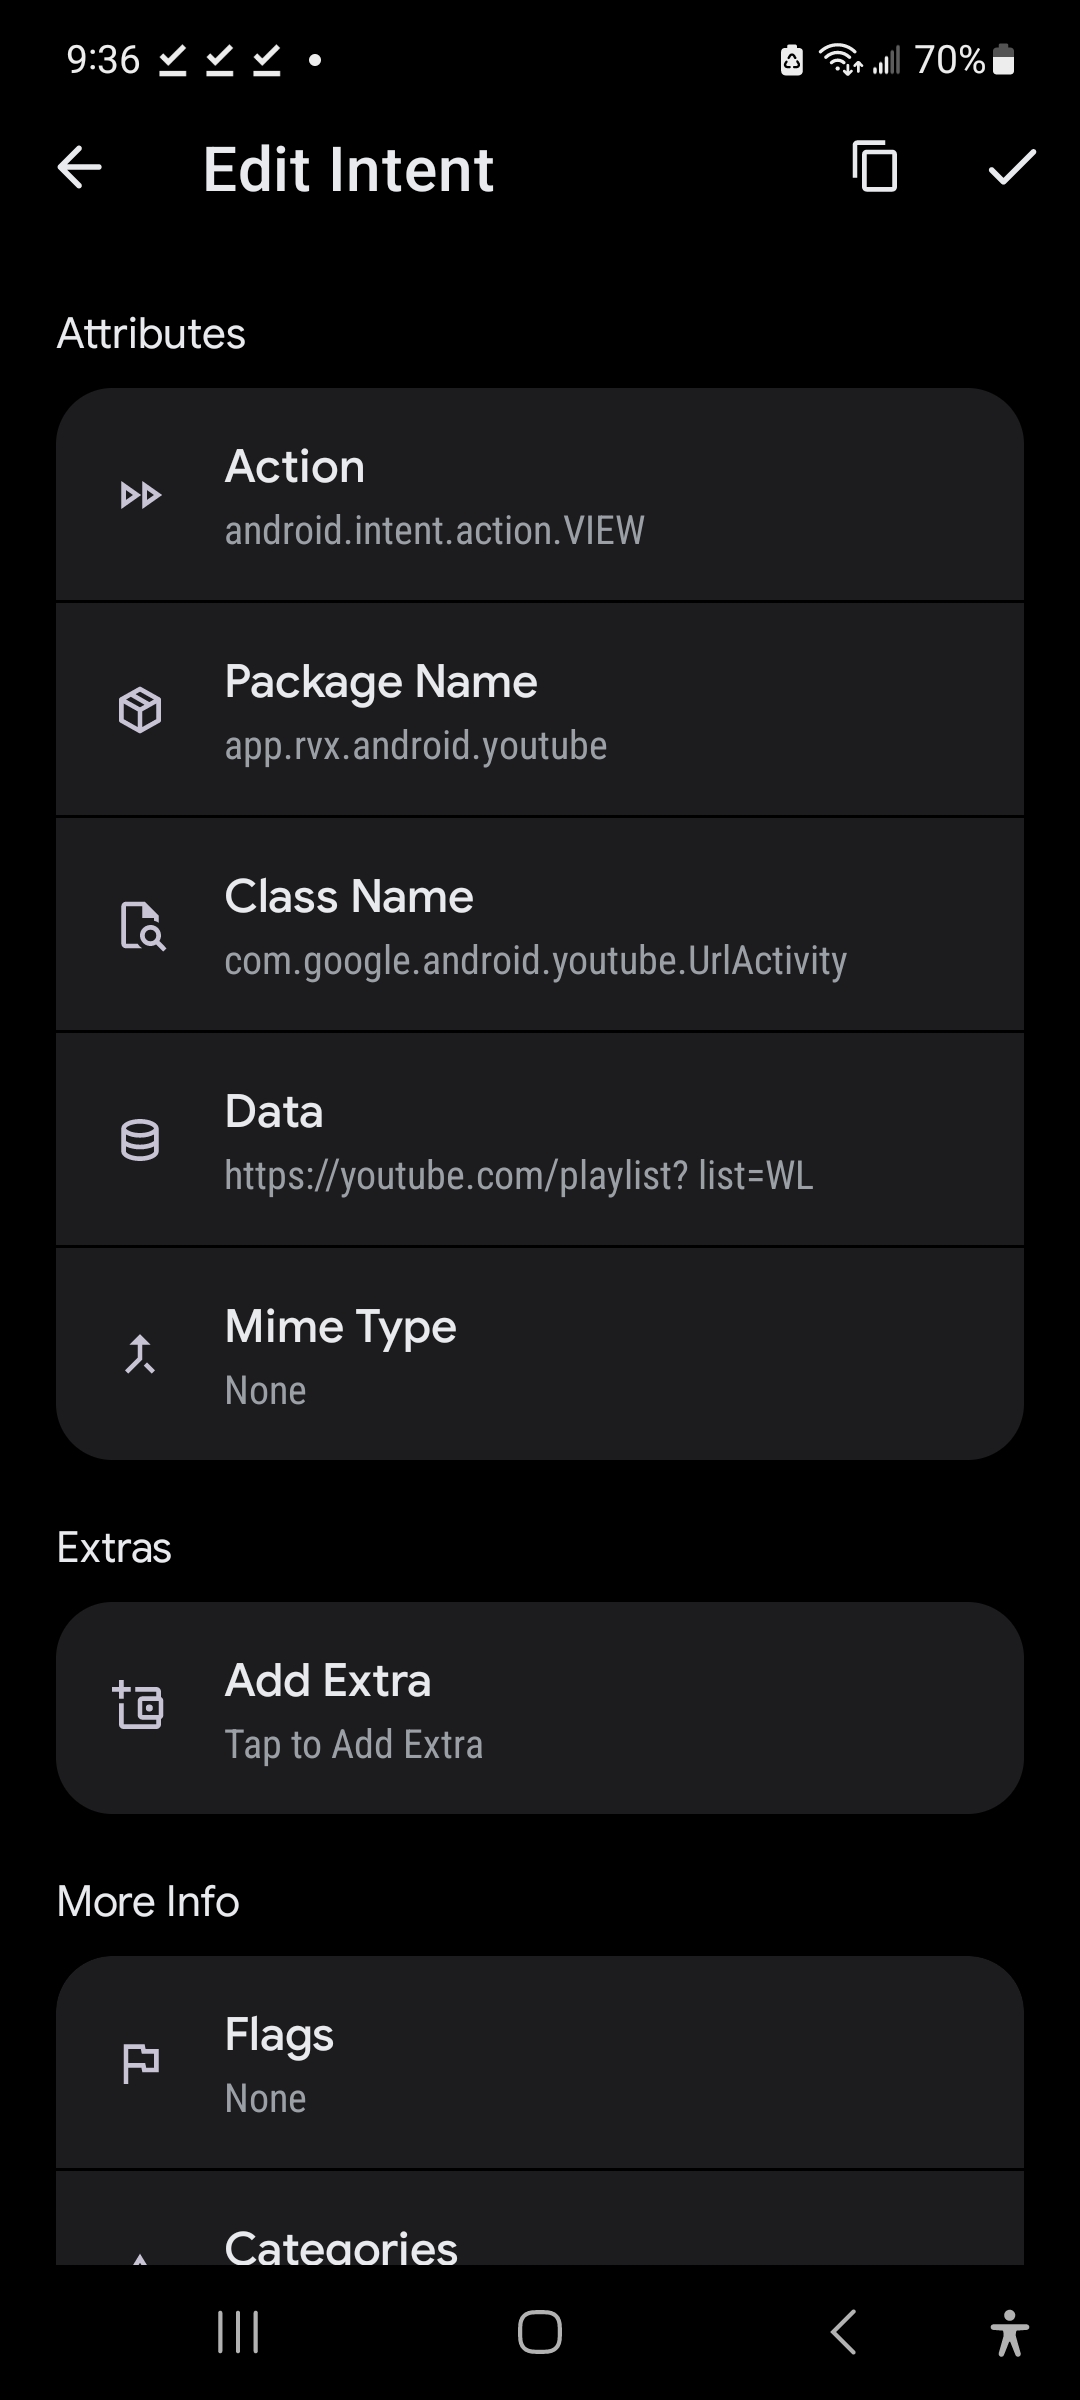 9:36
70%
Edit Intent
Attributes
Action
android.intent.action.VIEW
Package Name
app.rvx.android.youtube
Class Name
com.google.android.youtube.UrlActivity
Data
https://youtube.com/playlist? list=WL
Mime Type
None
Extras
Add Extra
Tap to Add Extra
More Info
Flags
None
Categories